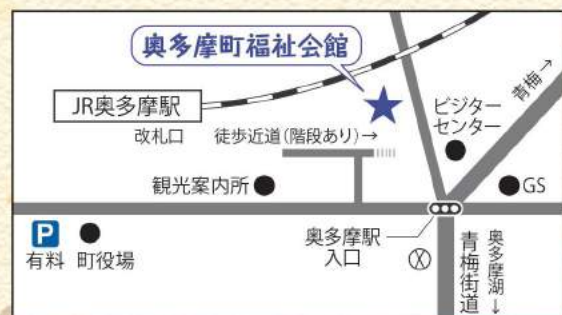 奥多摩町福祉会館
JR奥多摩駅
改札口
徒歩近道(階段あり)→
ビジター
センター
青梅→
観光案内所
GS
P
有料
町役場
奥多摩駅
入口
青梅街道
奥多摩湖↓